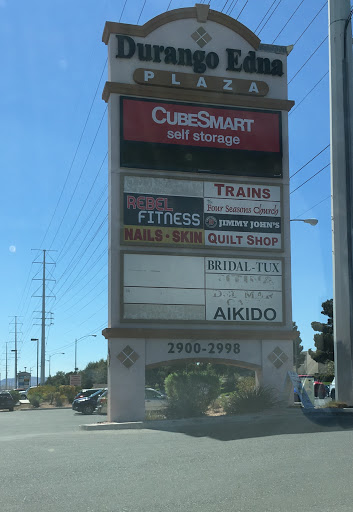 Durango Edna
PLAZA
CUBESMART
self storage
TRAINS
REBEL
FITNESS
The
Four Seasons Church
JIMMY JOHN'S
NAILS · SKIN
QUILT SHOP
BRIDAL-TUX
AIKIDO
2900-2998